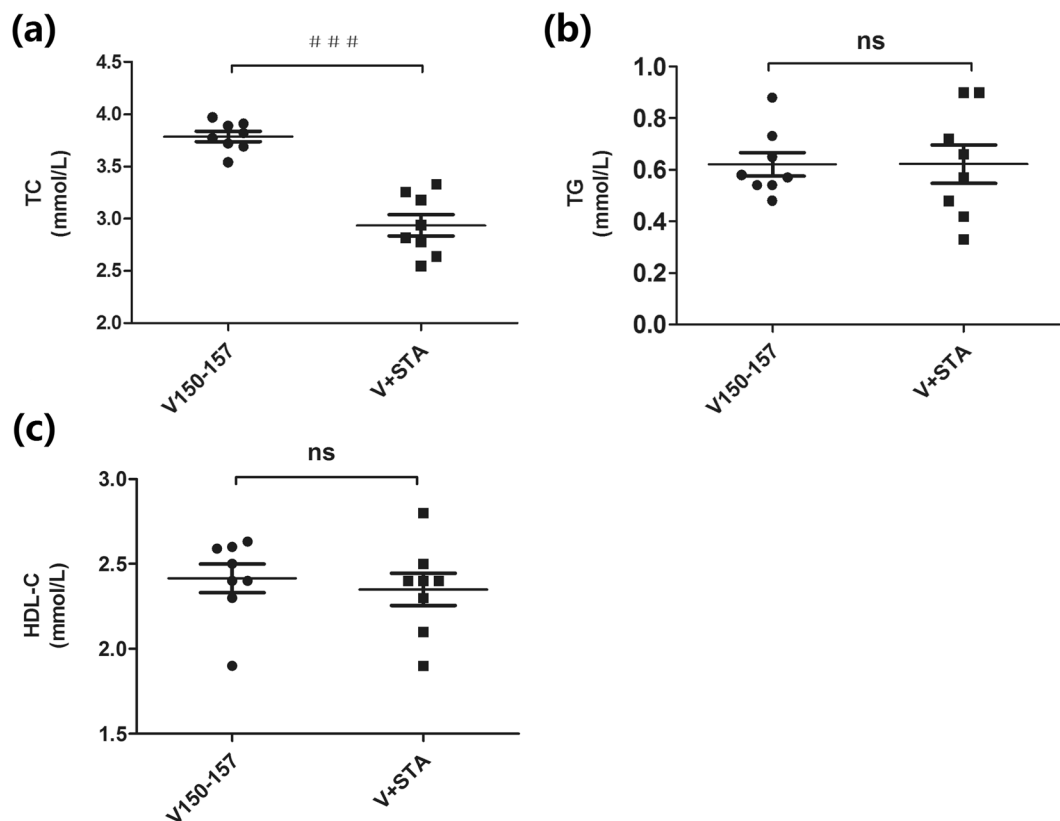 (a)
# # #
4.5
4.0
3.5
3.0
2.5
2.0
TC
(mmol/L)
V150-157
V+STA
(b)
ns
1.0
0.8
0.6
0.4
0.2
0.0
TG
(mmol/L)
V150-157
V+STA
(c)
ns
3.0
2.5
2.0
1.5
HDL-C
(mmol/L)
V150-157
V+STA